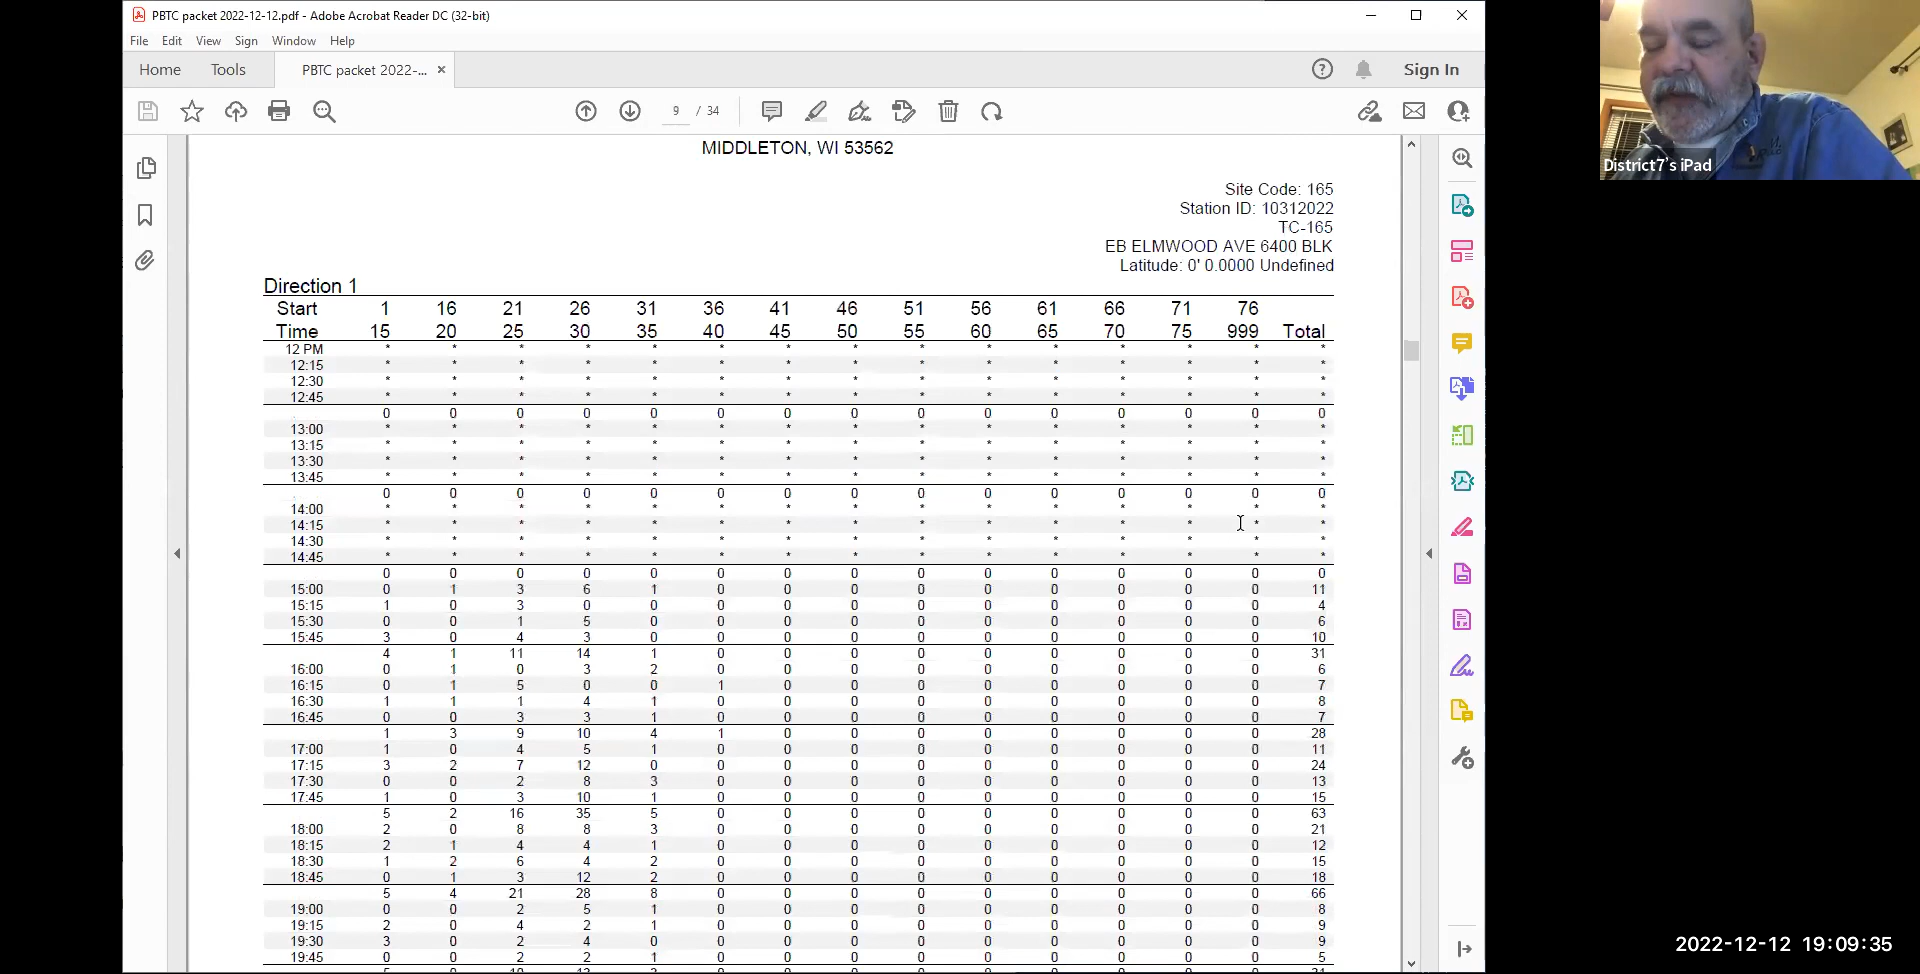 PBTC packet 2022-12-12.pdf - Adobe Acrobat Reader DC (32-bit)
File Edit View Sign Window Help
Home Tools PBTC packet 2022-... × Sign In
9 / 34
MIDDLETON, WI 53562
Site Code: 165
Station ID: 10312022
TC-165
EB ELMWOOD AVE 6400 BLK
Latitude: 0' 0.0000 Undefined
Direction 1
Start 1 16 21 26 31 36 41 46 51 56 61 66 71 76
Time 15 20 25 30 35 40 45 50 55 60 65 70 75 999 Total
12 PM * * * * * * * * * * * * * * *
12:15 * * * * * * * * * * * * * * *
12:30 * * * * * * * * * * * * * * *
12:45 * * * * * * * * * * * * * * *
0 0 0 0 0 0 0 0 0 0 0 0 0 0 0
13:00 * * * * * * * * * * * * * * *
13:15 * * * * * * * * * * * * * * *
13:30 * * * * * * * * * * * * * * *
13:45 * * * * * * * * * * * * * * *
0 0 0 0 0 0 0 0 0 0 0 0 0 0 0
14:00 * * * * * * * * * * * * * * *
14:15 * * * * * * * * * * * * * * *
14:30 * * * * * * * * * * * * * * *
14:45 * * * * * * * * * * * * * * *
0 0 0 0 0 0 0 0 0 0 0 0 0 0 0
15:00 0 1 3 6 1 0 0 0 0 0 0 0 0 0 11
15:15 1 0 3 0 0 0 0 0 0 0 0 0 0 0 4
15:30 0 0 1 5 0 0 0 0 0 0 0 0 0 0 6
15:45 3 0 4 3 0 0 0 0 0 0 0 0 0 0 10
4 1 11 14 1 0 0 0 0 0 0 0 0 0 31
16:00 0 1 0 3 2 0 0 0 0 0 0 0 0 0 6
16:15 0 1 5 0 0 1 0 0 0 0 0 0 0 0 7
16:30 1 1 1 4 1 0 0 0 0 0 0 0 0 0 8
16:45 0 0 3 3 1 0 0 0 0 0 0 0 0 0 7
1 3 9 10 4 1 0 0 0 0 0 0 0 0 28
17:00 1 0 4 5 1 0 0 0 0 0 0 0 0 0 11
17:15 3 2 7 12 0 0 0 0 0 0 0 0 0 0 24
17:30 0 0 2 8 3 0 0 0 0 0 0 0 0 0 13
17:45 1 0 3 10 1 0 0 0 0 0 0 0 0 0 15
5 2 16 35 5 0 0 0 0 0 0 0 0 0 63
18:00 2 0 8 8 3 0 0 0 0 0 0 0 0 0 21
18:15 2 1 4 4 1 0 0 0 0 0 0 0 0 0 12
18:30 1 2 6 4 2 0 0 0 0 0 0 0 0 0 15
18:45 0 1 3 12 2 0 0 0 0 0 0 0 0 0 18
5 4 21 28 8 0 0 0 0 0 0 0 0 0 66
19:00 0 0 2 5 1 0 0 0 0 0 0 0 0 0 8
19:15 2 0 4 2 1 0 0 0 0 0 0 0 0 0 9
19:30 3 0 2 4 0 0 0 0 0 0 0 0 0 0 9
19:45 0 0 2 2 1 0 0 0 0 0 0 0 0 0 5
District7's iPad
2022-12-12 19:09:35